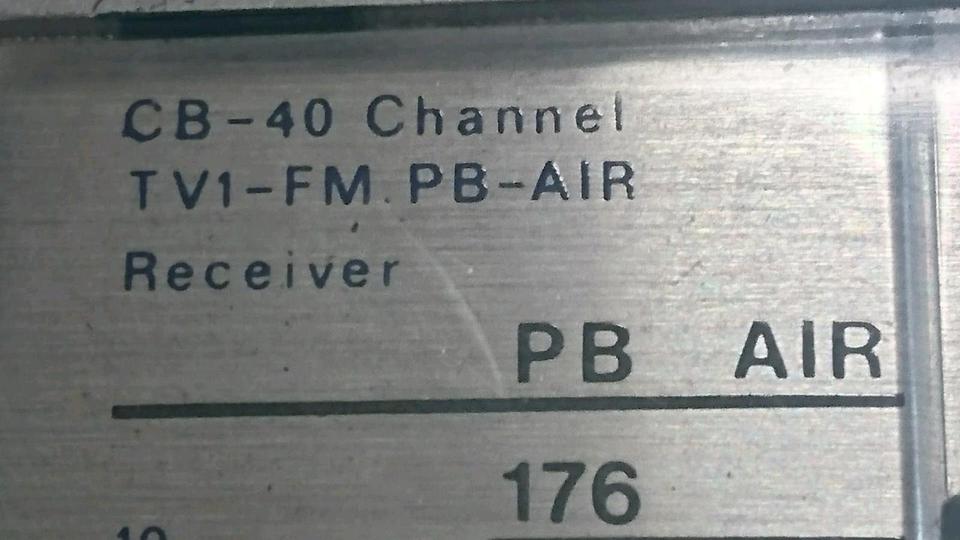 CB-40 Channel
TV1-FM. PB-AIR
Receiver
PB AIR
176